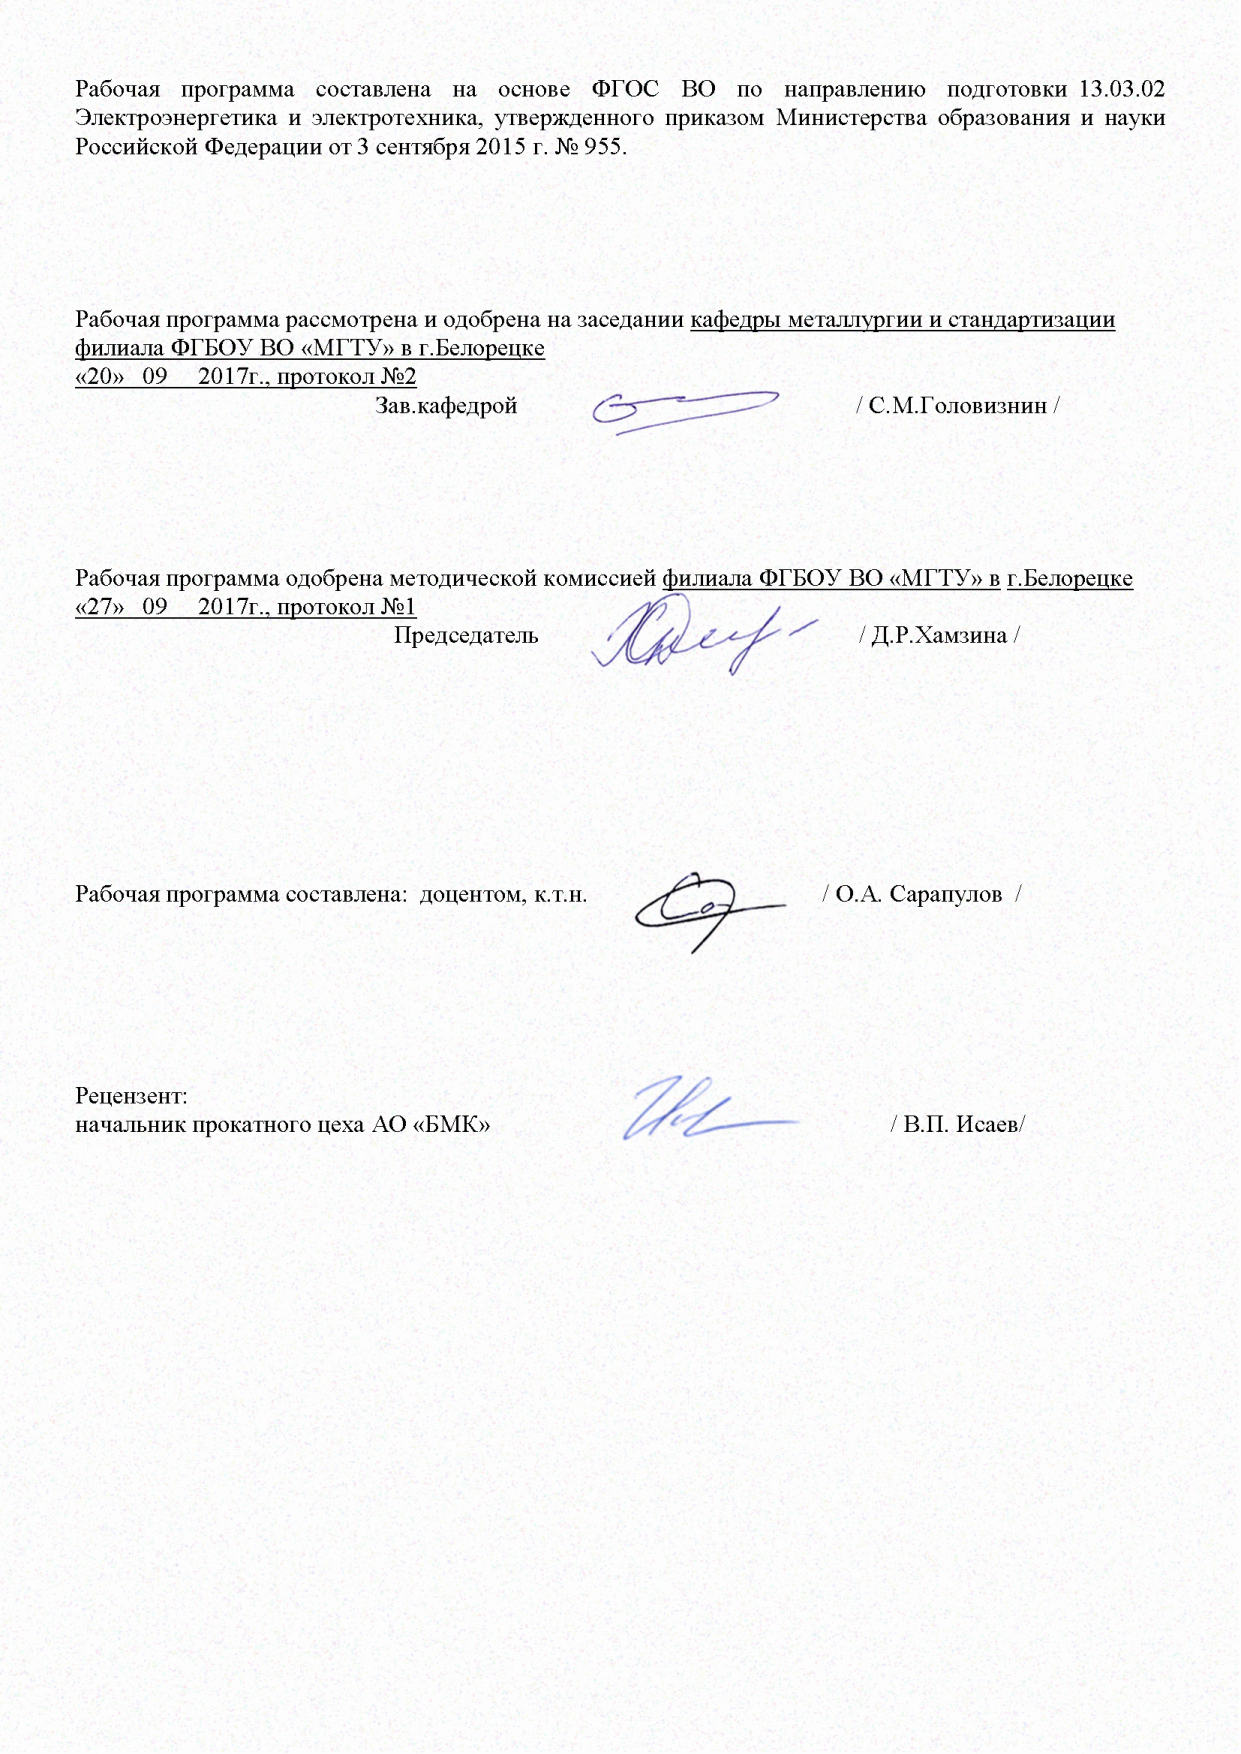 Рабочая программа составлена на основе ФГОС ВО по направлению подготовки 13.03.02
Электроэнергетика и электротехника, утвержденного приказом Министерства образования и науки
Российской Федерации от 3 сентября 2015 г. № 955.
Рабочая программа рассмотрена и одобрена на заседании кафедры металлургии и стандартизации
филиала ФГБОУ ВО «МГТУ» в г.Белорецке
«20» 09 2017г., протокол №2
Зав.кафедрой / С.М.Головизнин /
Рабочая программа одобрена методической комиссией филиала ФГБОУ ВО «МГТУ» в г.Белорецке
«27» 09 2017г., протокол №1
Председатель / Д.Р.Хамзина /
Рабочая программа составлена: доцентом, к.т.н. / О.А. Сарапулов /
Рецензент:
начальник прокатного цеха АО «БМК» / В.П. Исаев/